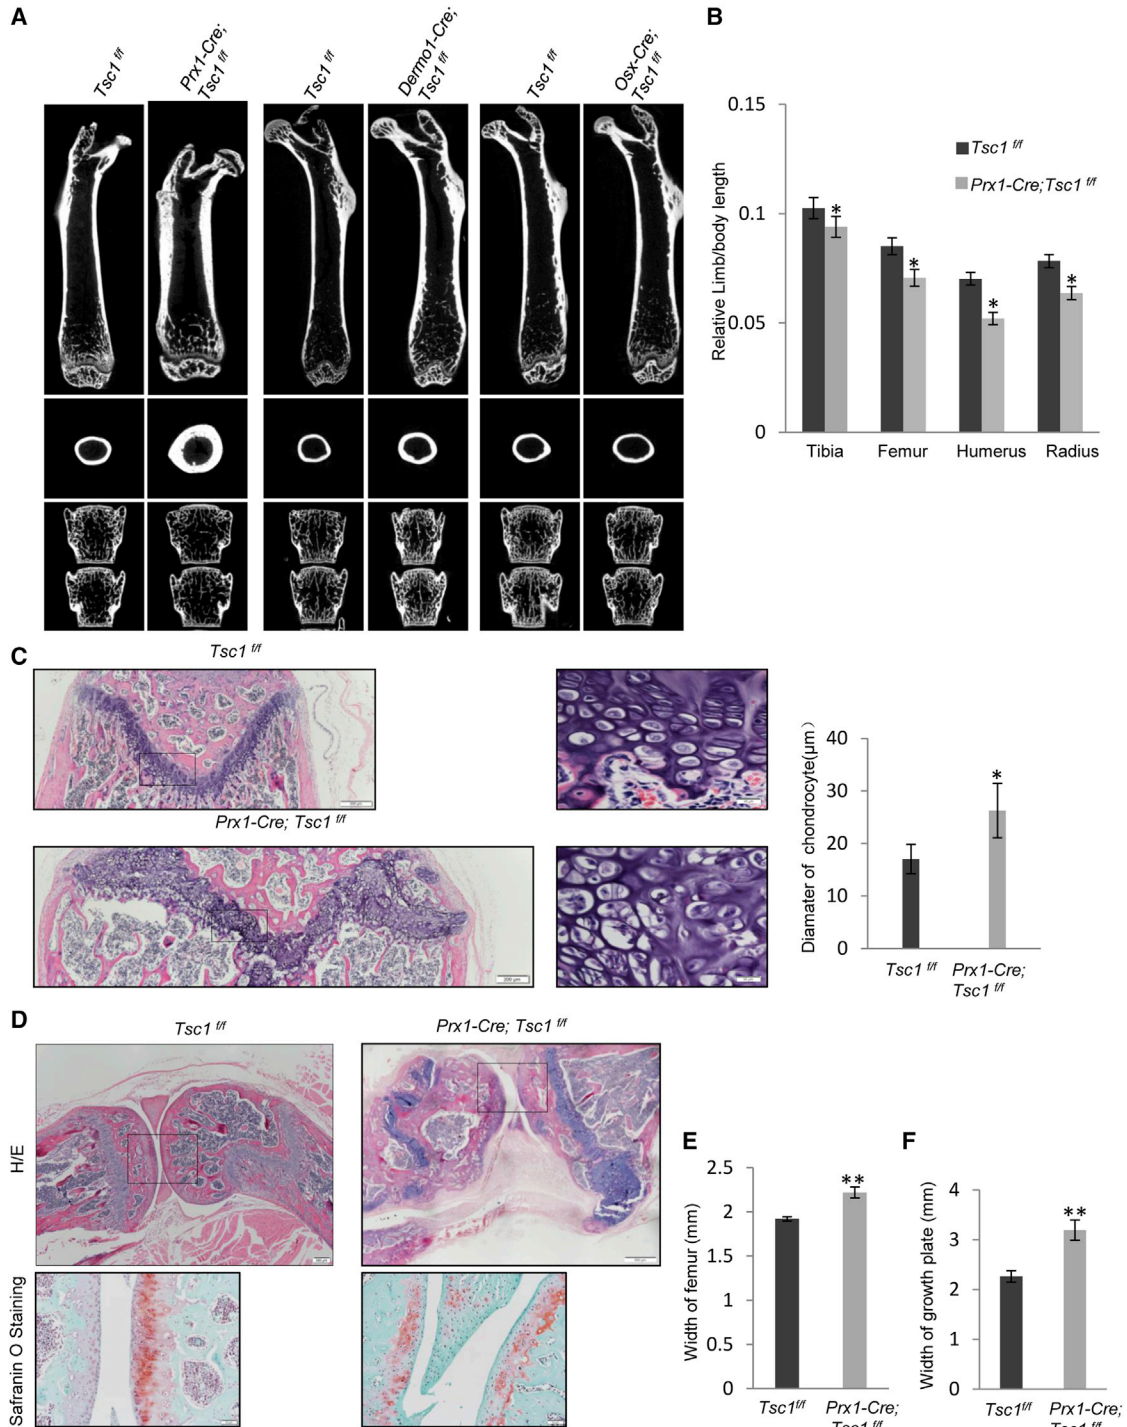 A
Tsc1 f/f
Prx1-Cre;
Tsc1 f/f
Tsc1 f/f
Dermo1-Cre;
Tsc1 f/f
Tsc1 f/f
Osx-Cre;
Tsc1 f/f
B
Relative Limb/body length
0.15
0.1
0.05
0
Tsc1 f/f
Prx1-Cre;Tsc1 f/f
*
*
*
*
Tibia Femur Humerus Radius
C
Tsc1 f/f
Prx1-Cre; Tsc1 f/f
200 μm
Diamater of chondrocyte(μm)
40
30
20
10
0
*
Tsc1 f/f
Prx1-Cre;
Tsc1 f/f
D
Tsc1 f/f
Prx1-Cre; Tsc1 f/f
H/E
Safranin O Staining
E
Width of femur (mm)
2.5
2
1.5
1
0.5
0
**
Tsc1f/f
Prx1-Cre;
Tsc1f/f
F
Width of growth plate (mm)
4
3
2
1
0
**
Tsc1f/f
Prx1-Cre;
Tsc1f/f